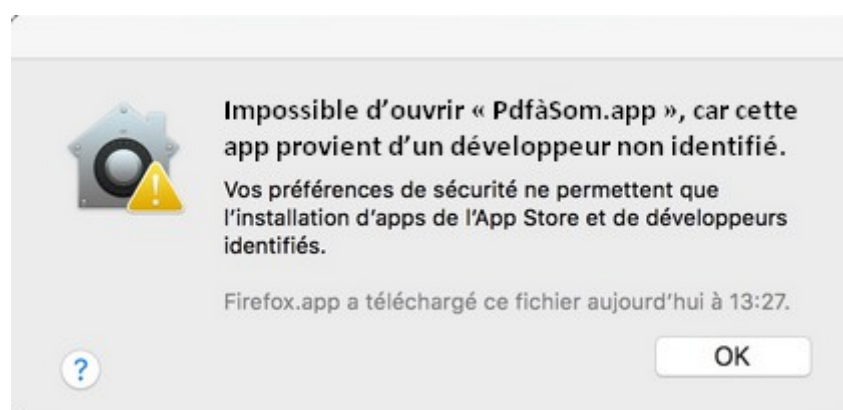 Impossible d’ouvrir « PdfàSom.app », car cette
app provient d’un développeur non identifié.
Vos préférences de sécurité ne permettent que
l’installation d’apps de l’App Store et de développeurs
identifiés.
Firefox.app a téléchargé ce fichier aujourd’hui à 13:27.
?
OK